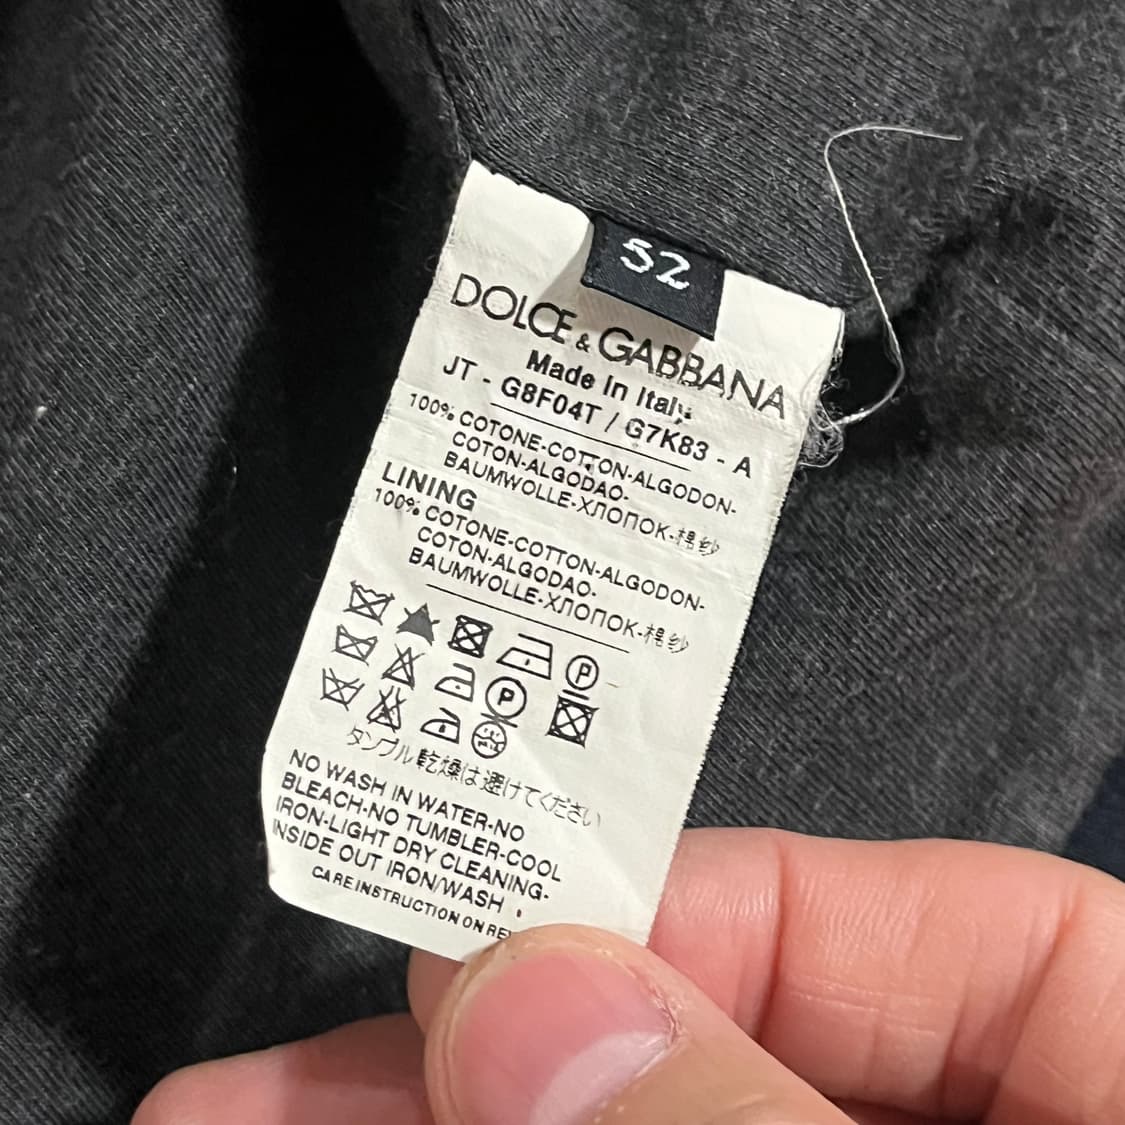 52
DOLCE & GABBANA
Made In Italy
JT - G8F04T / G7K83 - A
100% COTONE-COTTON-ALGODON-
COTON-ALGODAO-
BAUMWOLLE-ХЛОПОК-棉纱
LINING
100% COTONE-COTTON-ALGODON-
COTON-ALGODAO-
BAUMWOLLE-ХЛОПОК-棉纱
P
P
タンブル乾燥は避けてください
NO WASH IN WATER-NO
BLEACH-NO TUMBLER-COOL
IRON-LIGHT DRY CLEANING-
INSIDE OUT IRON/WASH
CARE INSTRUCTION ON